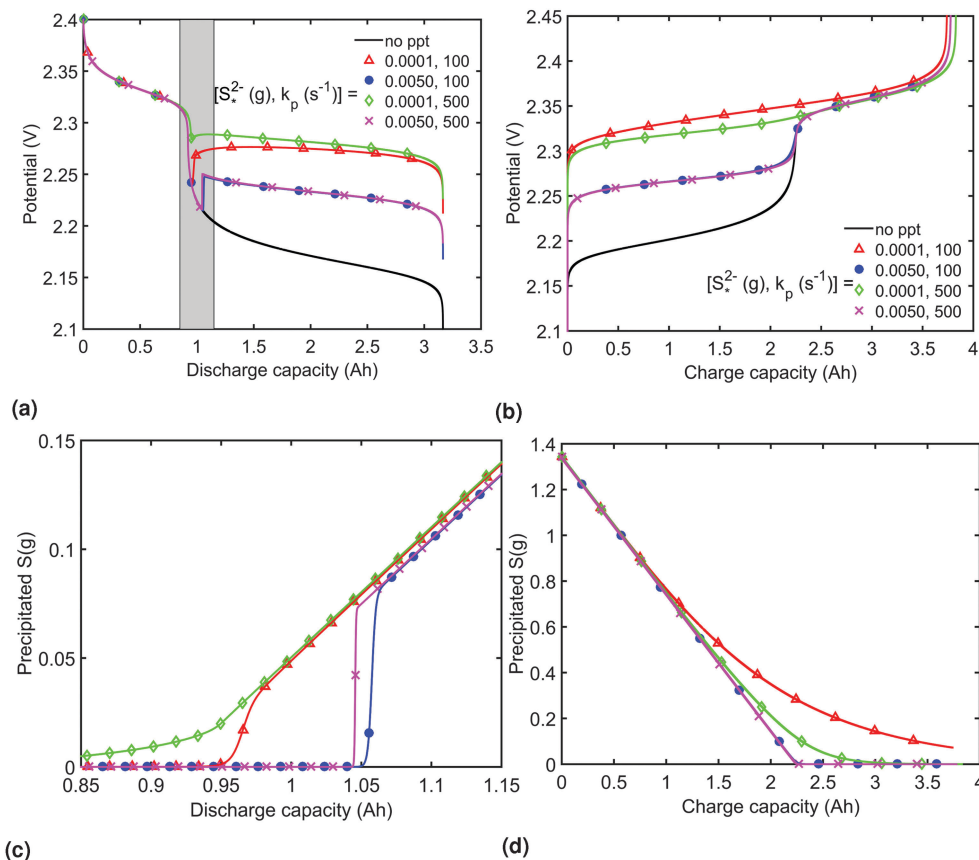 2.4
2.35
2.3
2.25
2.2
2.15
2.1
Potential (V)
no ppt
0.0001, 100
0.0050, 100
0.0001, 500
0.0050, 500
[S*2- (g), kp (s-1)] =
0 0.5 1 1.5 2 2.5 3 3.5
Discharge capacity (Ah)
(a)
2.45
2.4
2.35
2.3
2.25
2.2
2.15
2.1
Potential (V)
no ppt
0.0001, 100
0.0050, 100
0.0001, 500
0.0050, 500
[S*2- (g), kp (s-1)] =
0 0.5 1 1.5 2 2.5 3 3.5 4
Charge capacity (Ah)
(b)
0.15
0.1
0.05
0
Precipitated S(g)
0.85 0.9 0.95 1 1.05 1.1 1.15
Discharge capacity (Ah)
(c)
1.4
1.2
1
0.8
0.6
0.4
0.2
0
Precipitated S(g)
0 0.5 1 1.5 2 2.5 3 3.5 4
Charge capacity (Ah)
(d)